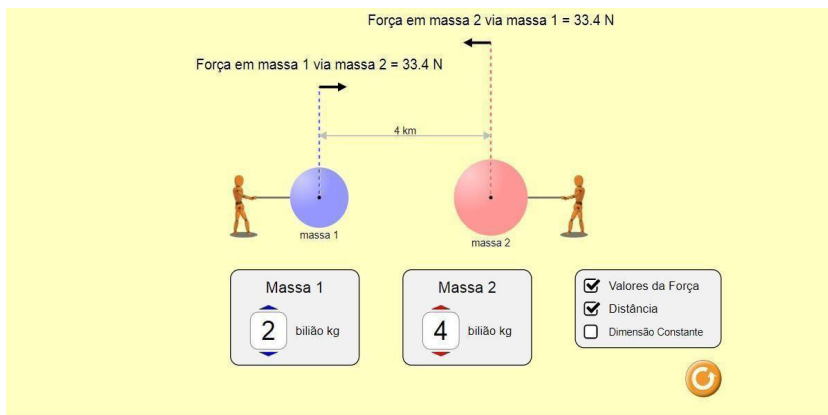 Força em massa 2 via massa 1 = 33.4 N
Força em massa 1 via massa 2 = 33.4 N
4 km
massa 1
massa 2
Massa 1
2 bilião kg
Massa 2
4 bilião kg
Valores da Força
Distância
Dimensão Constante